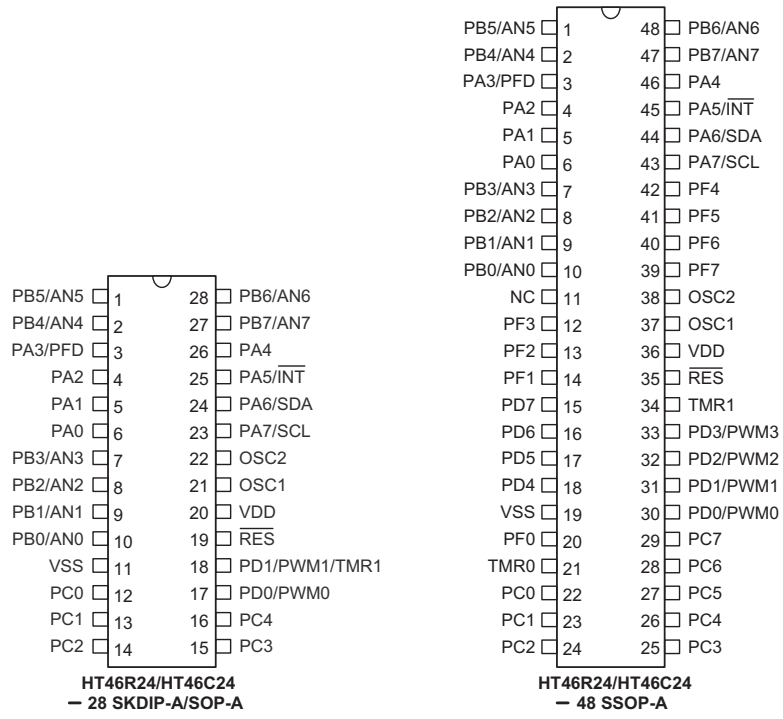 PB5/AN5 1 28 PB6/AN6
PB4/AN4 2 27 PB7/AN7
PA3/PFD 3 26 PA4
PA2 4 25 PA5/INT
PA1 5 24 PA6/SDA
PA0 6 23 PA7/SCL
PB3/AN3 7 22 OSC2
PB2/AN2 8 21 OSC1
PB1/AN1 9 20 VDD
PB0/AN0 10 19 RES
VSS 11 18 PD1/PWM1/TMR1
PC0 12 17 PD0/PWM0
PC1 13 16 PC4
PC2 14 15 PC3
HT46R24/HT46C24
– 28 SKDIP-A/SOP-A
PB5/AN5 1 48 PB6/AN6
PB4/AN4 2 47 PB7/AN7
PA3/PFD 3 46 PA4
PA2 4 45 PA5/INT
PA1 5 44 PA6/SDA
PA0 6 43 PA7/SCL
PB3/AN3 7 42 PF4
PB2/AN2 8 41 PF5
PB1/AN1 9 40 PF6
PB0/AN0 10 39 PF7
NC 11 38 OSC2
PF3 12 37 OSC1
PF2 13 36 VDD
PF1 14 35 RES
PD7 15 34 TMR1
PD6 16 33 PD3/PWM3
PD5 17 32 PD2/PWM2
PD4 18 31 PD1/PWM1
VSS 19 30 PD0/PWM0
PF0 20 29 PC7
TMR0 21 28 PC6
PC0 22 27 PC5
PC1 23 26 PC4
PC2 24 25 PC3
HT46R24/HT46C24
– 48 SSOP-A